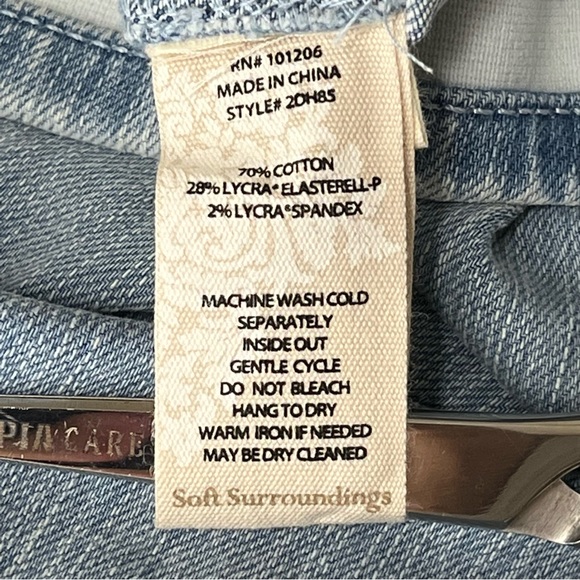 RN# 101206
MADE IN CHINA
STYLE# 2DH85
70% COTTON
28% LYCRA® ELASTERELL-P
2% LYCRA® SPANDEX
MACHINE WASH COLD
SEPARATELY
INSIDE OUT
GENTLE CYCLE
DO NOT BLEACH
HANG TO DRY
WARM IRON IF NEEDED
MAY BE DRY CLEANED
Soft Surroundings